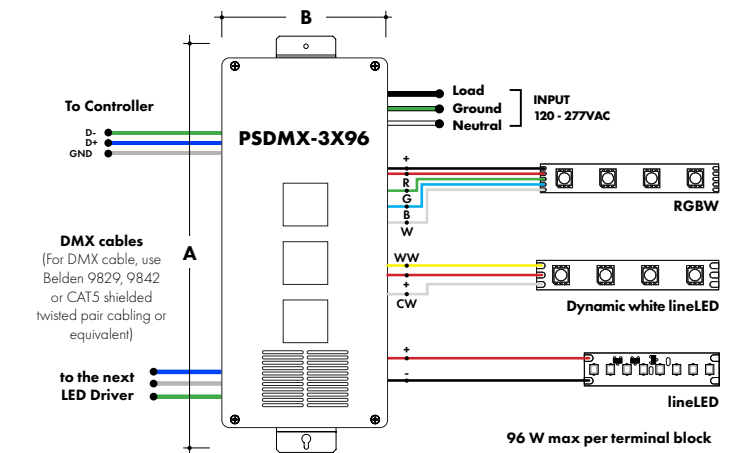 B
To Controller
D-
D+
GND
PSDMX-3X96
Load
Ground
Neutral
INPUT
120 - 277VAC
+
R
G
B
W
RGBW
DMX cables
(For DMX cable, use
Belden 9829, 9842
or CAT5 shielded
twisted pair cabling or
equivalent)
A
WW
+
CW
Dynamic white lineLED
to the next
LED Driver
+
-
lineLED
96 W max per terminal block